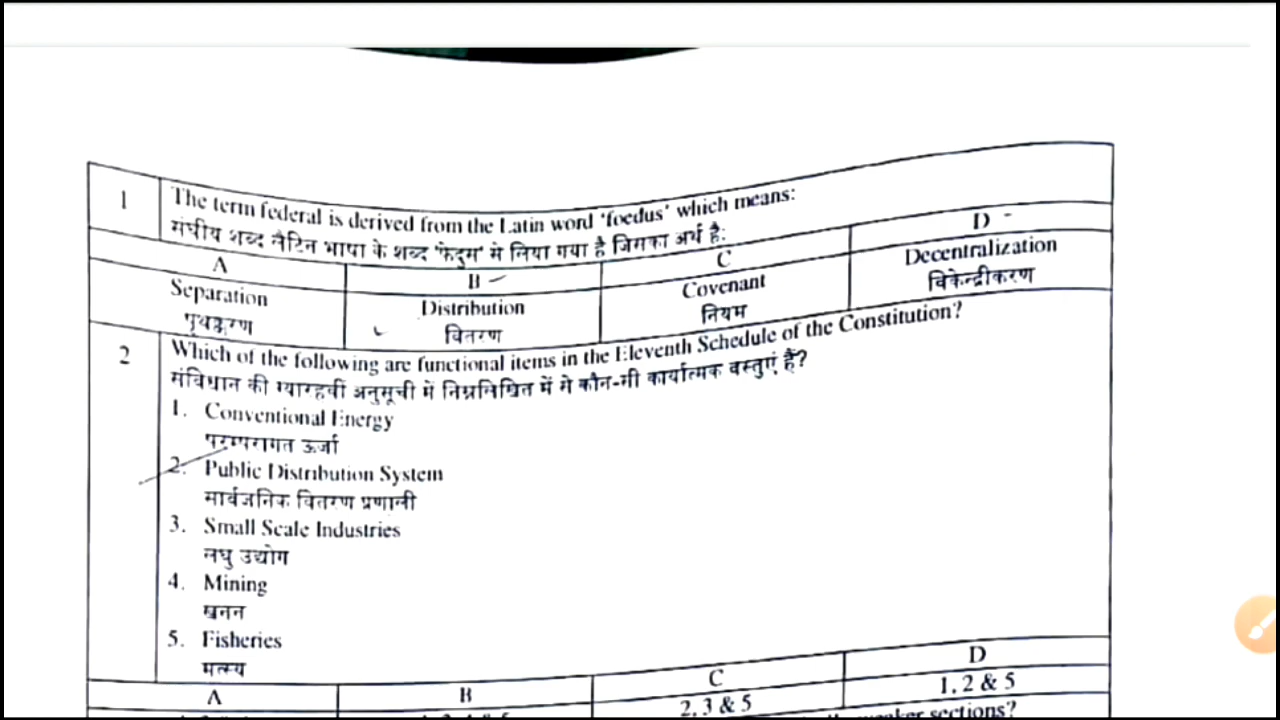 1
The term federal is derived from the Latin word 'foedus' which means:
संघीय शब्द लैटिन भाषा के शब्द 'फेदुस' से लिया गया है जिसका अर्थ है:
A B C D
Separation Distribution Covenant Decentralization
पृथक्करण वितरण नियम विकेन्द्रीकरण
2
Which of the following are functional items in the Eleventh Schedule of the Constitution?
संविधान की ग्यारहवीं अनुसूची में निम्नलिखित में से कौन-सी कार्यात्मक वस्तुएं हैं?
1. Conventional Energy
परम्परागत ऊर्जा
2. Public Distribution System
सार्वजनिक वितरण प्रणाली
3. Small Scale Industries
लघु उद्योग
4. Mining
खनन
5. Fisheries
मत्स्य
A B C D
2, 3 & 5 1, 2 & 5
sections?